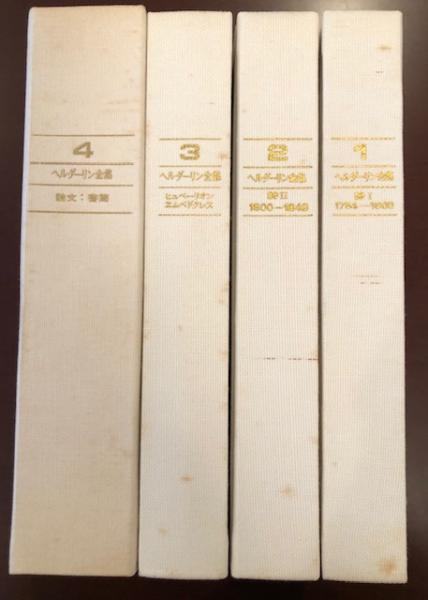 4
ヘルダーリン全集
論文：書簡
3
ヘルダーリン全集
ヒュペーリオン
エムペドクレス
2
ヘルダーリン全集
詩 II
1800−1843
1
ヘルダーリン全集
詩 I